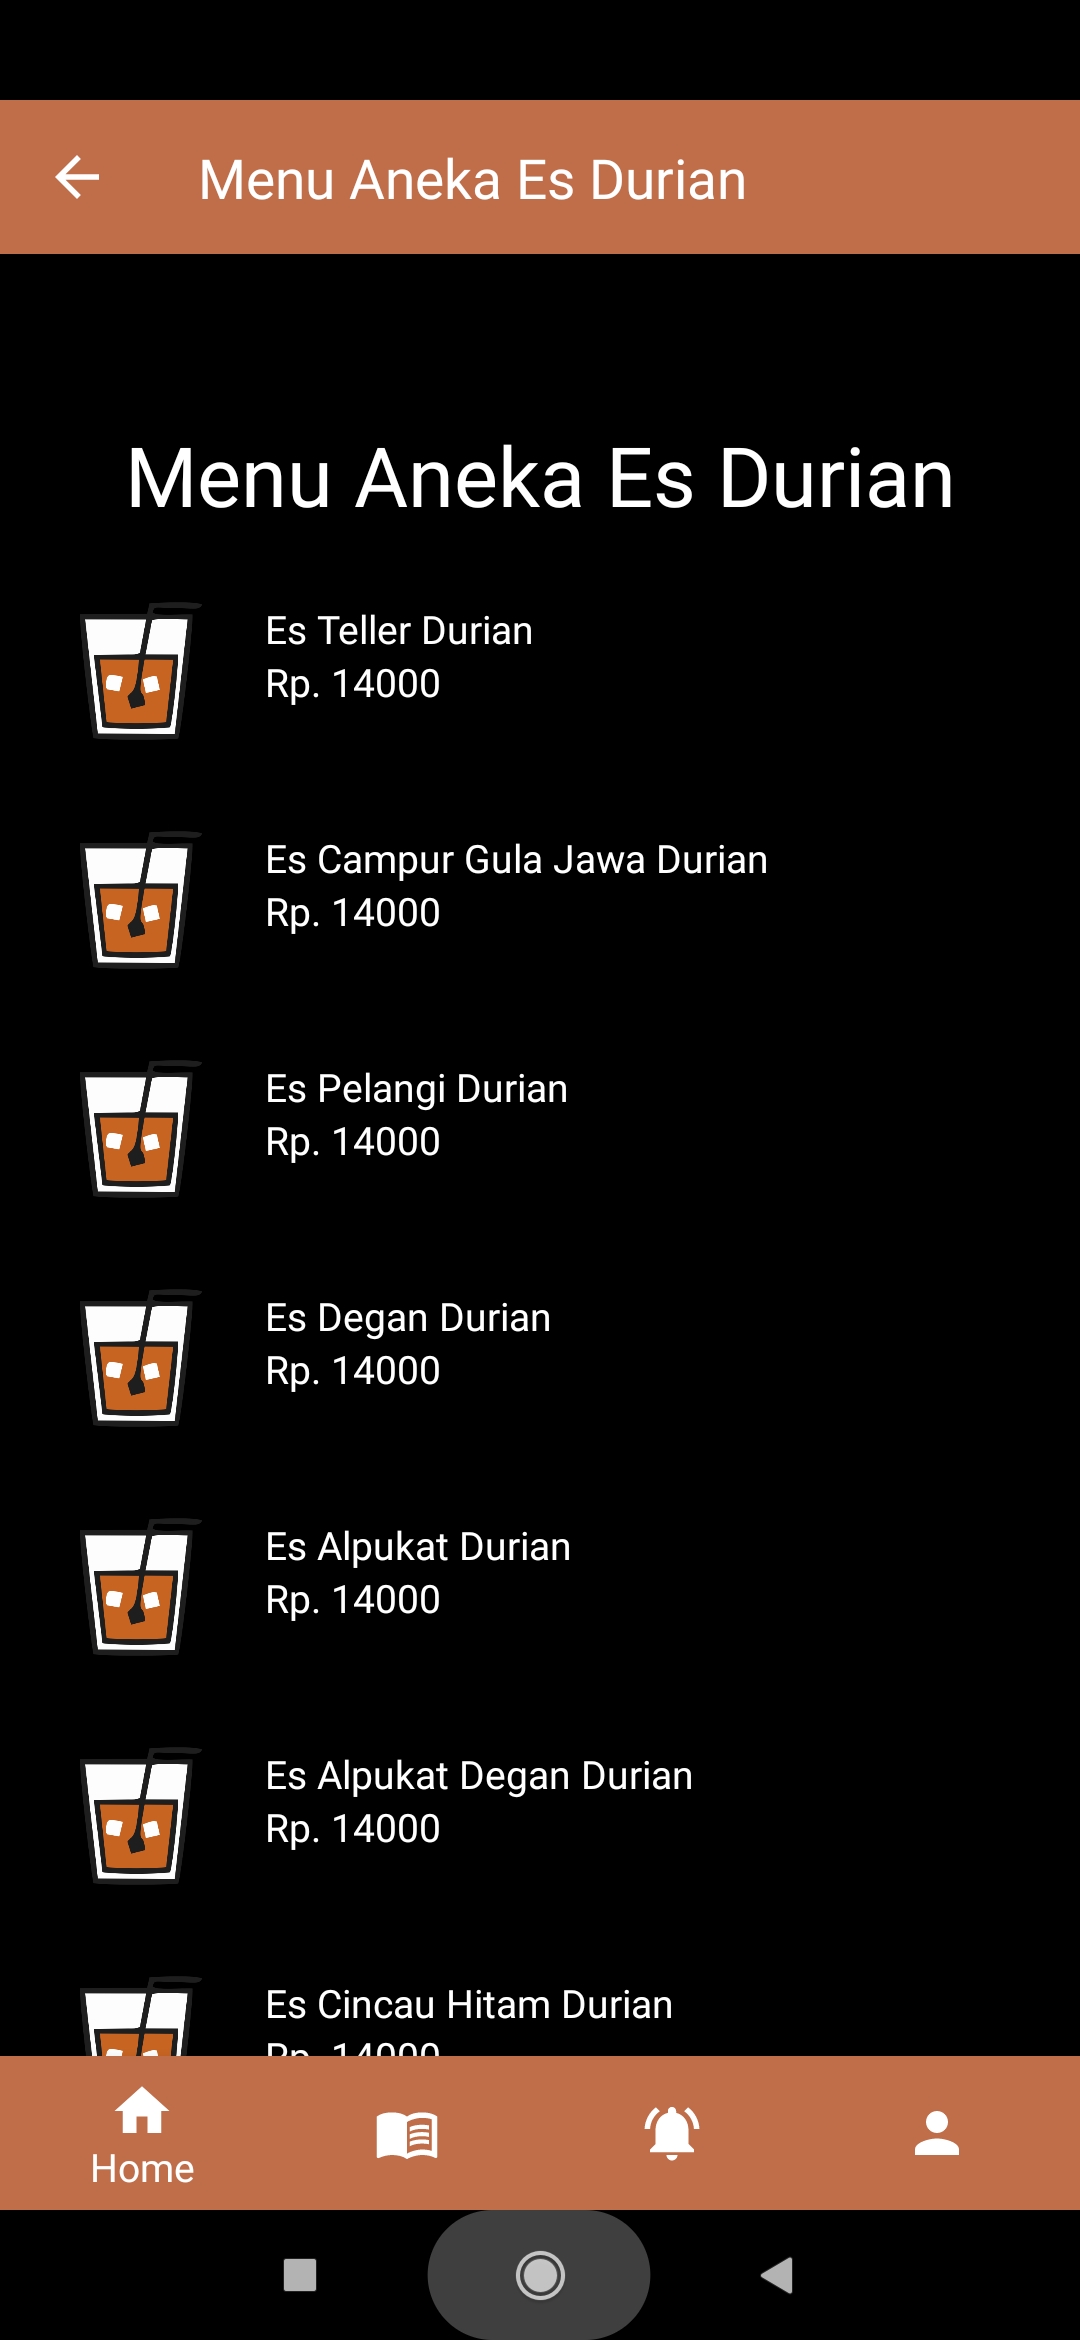 Menu Aneka Es Durian
Menu Aneka Es Durian
Es Teller Durian
Rp. 14000
Es Campur Gula Jawa Durian
Rp. 14000
Es Pelangi Durian
Rp. 14000
Es Degan Durian
Rp. 14000
Es Alpukat Durian
Rp. 14000
Es Alpukat Degan Durian
Rp. 14000
Es Cincau Hitam Durian
Rp. 14000
Home